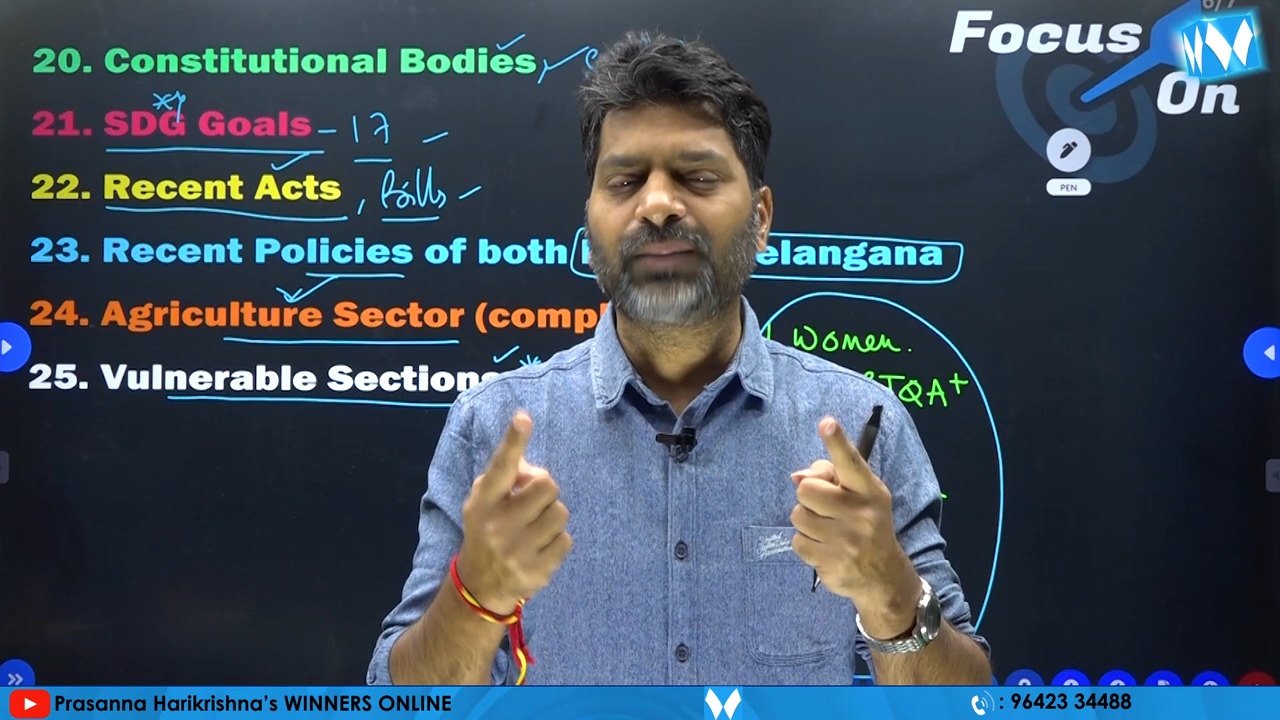 Focus
On
20. Constitutional Bodies
21. SDG Goals - 17 -
22. Recent Acts, Bills -
23. Recent Policies of both elangana
24. Agriculture Sector (compl
25. Vulnerable Sections
Women.
TQA+
PEN
Prasanna Harikrishna's WINNERS ONLINE
: 96423 34488